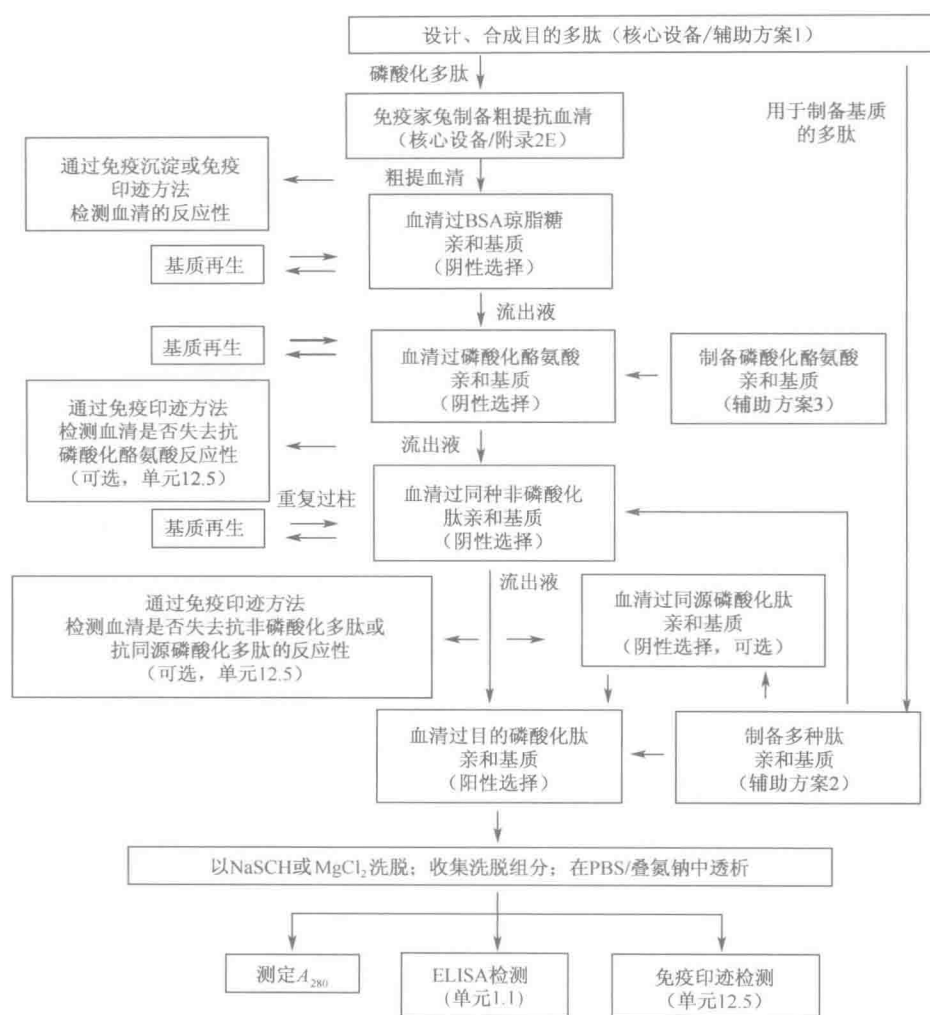 设计、合成目的多肽（核心设备/辅助方案1）
磷酸化多肽
用于制备基质
的多肽
免疫家兔制备粗提抗血清
（核心设备/附录2E）
通过免疫沉淀或免疫
印迹方法
检测血清的反应性
粗提血清
血清过BSA琼脂糖
亲和基质
（阴性选择）
基质再生
流出液
基质再生
血清过磷酸化酪氨酸
亲和基质
（阴性选择）
制备磷酸化酪氨酸
亲和基质
（辅助方案3）
通过免疫印迹方法
检测血清是否失去抗
磷酸化酪氨酸反应性
（可选，单元12.5）
流出液
重复过柱
基质再生
血清过同种非磷酸化
肽亲和基质
（阴性选择）
流出液
通过免疫印迹方法
检测血清是否失去抗非磷酸化多肽或
抗同源磷酸化多肽的反应性
（可选，单元12.5）
血清过同源磷酸化肽
亲和基质
（阴性选择，可选）
血清过目的磷酸化肽
亲和基质
（阳性选择）
制备多种肽
亲和基质
（辅助方案2）
以NaSCH或MgCl₂洗脱；收集洗脱组分；在PBS/叠氮钠中透析
测定A₂₈₀
ELISA检测
（单元1.1）
免疫印迹检测
（单元12.5）